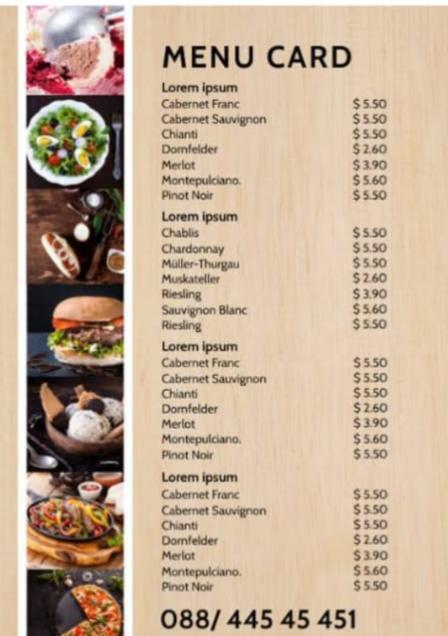 MENU CARD
Lorem ipsum
Cabernet Franc $5.50
Cabernet Sauvignon $5.50
Chianti $5.50
Dornfelder $2.60
Merlot $3.90
Montepulciano. $5.60
Pinot Noir $5.50
Lorem ipsum
Chablis $5.50
Chardonnay $5.50
Müller-Thurgau $5.50
Muskateller $2.60
Riesling $3.90
Sauvignon Blanc $5.60
Riesling $5.50
Lorem ipsum
Cabernet Franc $5.50
Cabernet Sauvignon $5.50
Chianti $5.50
Dornfelder $2.60
Merlot $3.90
Montepulciano. $5.60
Pinot Noir $5.50
Lorem ipsum
Cabernet Franc $5.50
Cabernet Sauvignon $5.50
Chianti $5.50
Dornfelder $2.60
Merlot $3.90
Montepulciano. $5.60
Pinot Noir $5.50
088/ 445 45 451